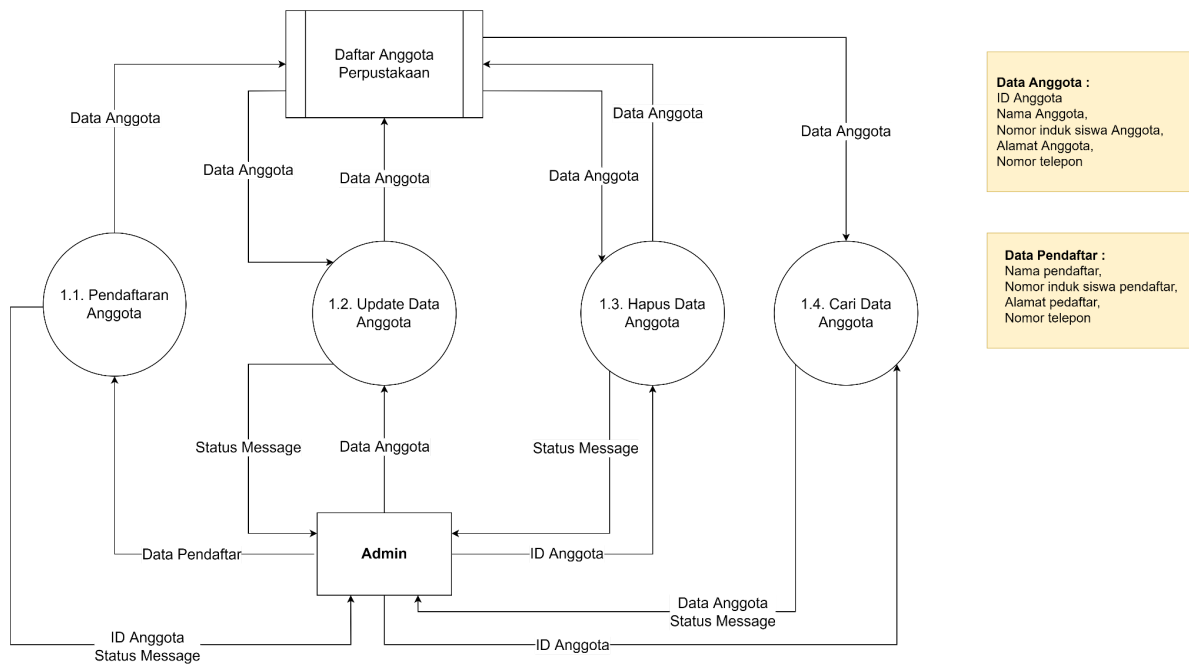 Daftar Anggota
Perpustakaan
Data Anggota
Data Anggota
Data Anggota
Data Anggota
Data Anggota
Data Anggota
1.1. Pendaftaran
Anggota
1.2. Update Data
Anggota
1.3. Hapus Data
Anggota
1.4. Cari Data
Anggota
Status Message
Data Anggota
Status Message
Data Pendaftar
Admin
ID Anggota
Data Anggota
Status Message
ID Anggota
Status Message
ID Anggota
Data Anggota :
ID Anggota
Nama Anggota,
Nomor induk siswa Anggota,
Alamat Anggota,
Nomor telepon
Data Pendaftar :
Nama pendaftar,
Nomor induk siswa pendaftar,
Alamat pedaftar,
Nomor telepon